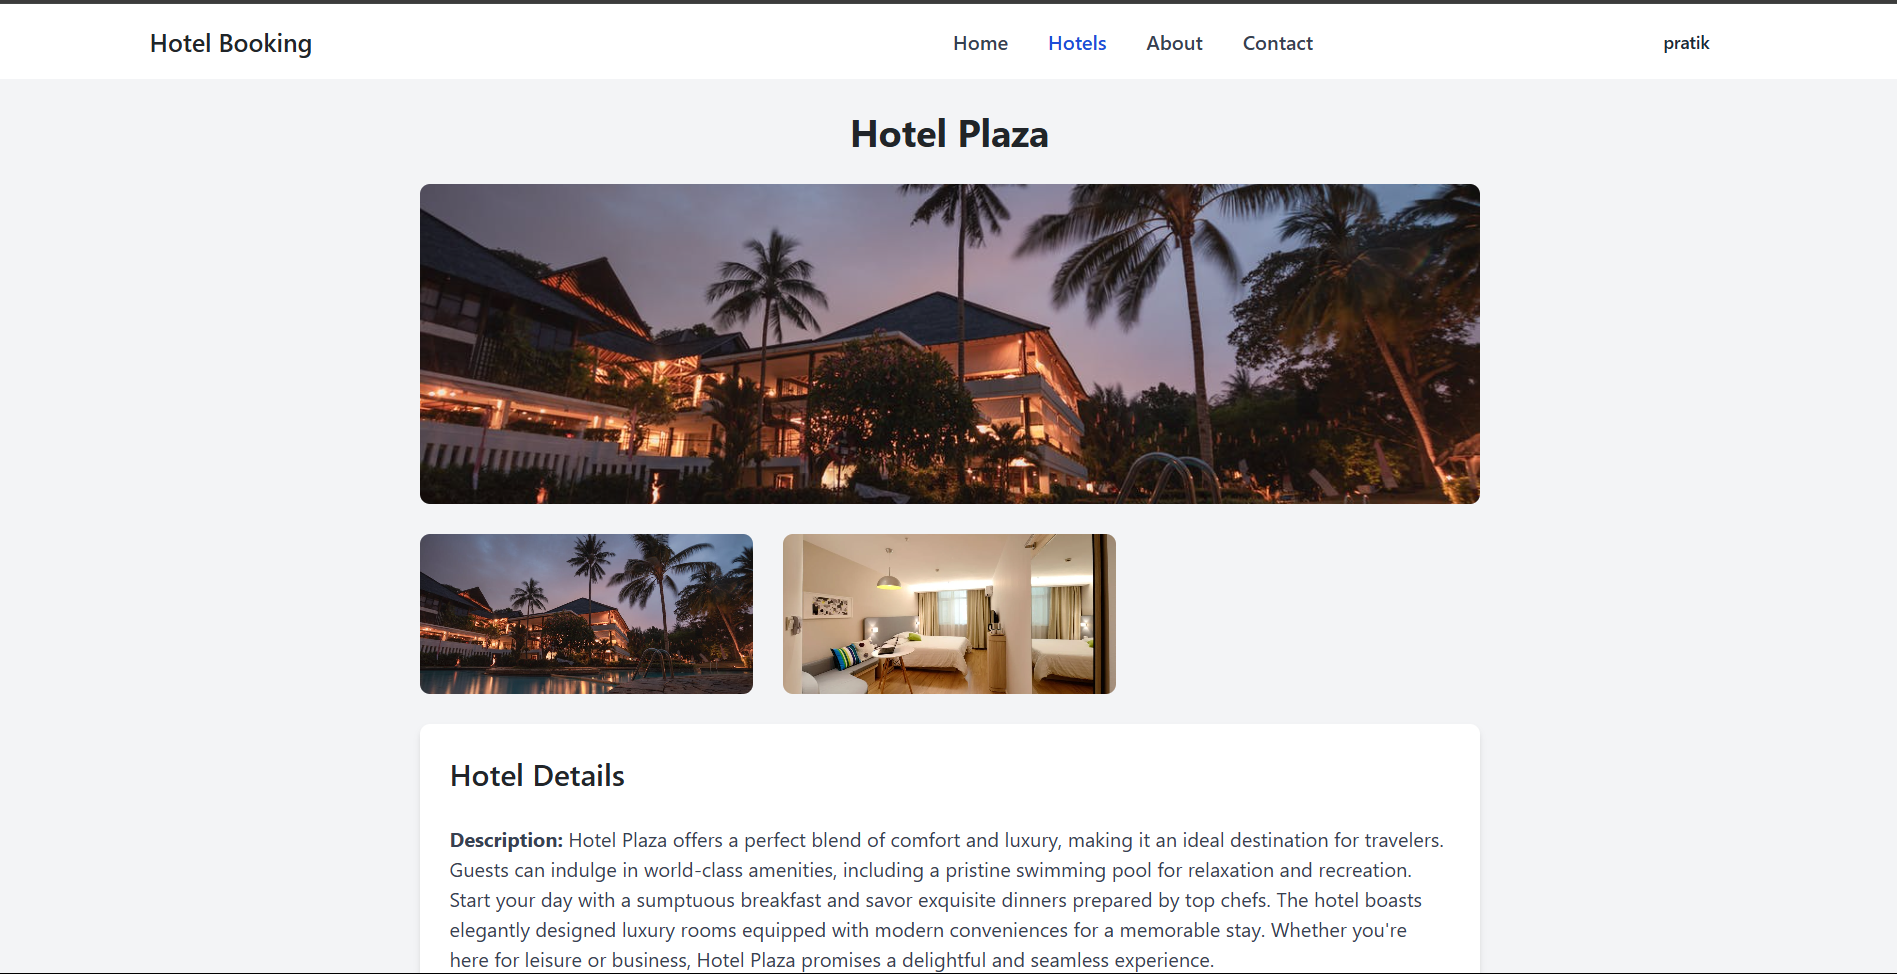 Hotel Booking
Home
Hotels
About
Contact
pratik
Hotel Plaza
Hotel Details
Description: Hotel Plaza offers a perfect blend of comfort and luxury, making it an ideal destination for travelers.
Guests can indulge in world-class amenities, including a pristine swimming pool for relaxation and recreation.
Start your day with a sumptuous breakfast and savor exquisite dinners prepared by top chefs. The hotel boasts
elegantly designed luxury rooms equipped with modern conveniences for a memorable stay. Whether you're
here for leisure or business, Hotel Plaza promises a delightful and seamless experience.